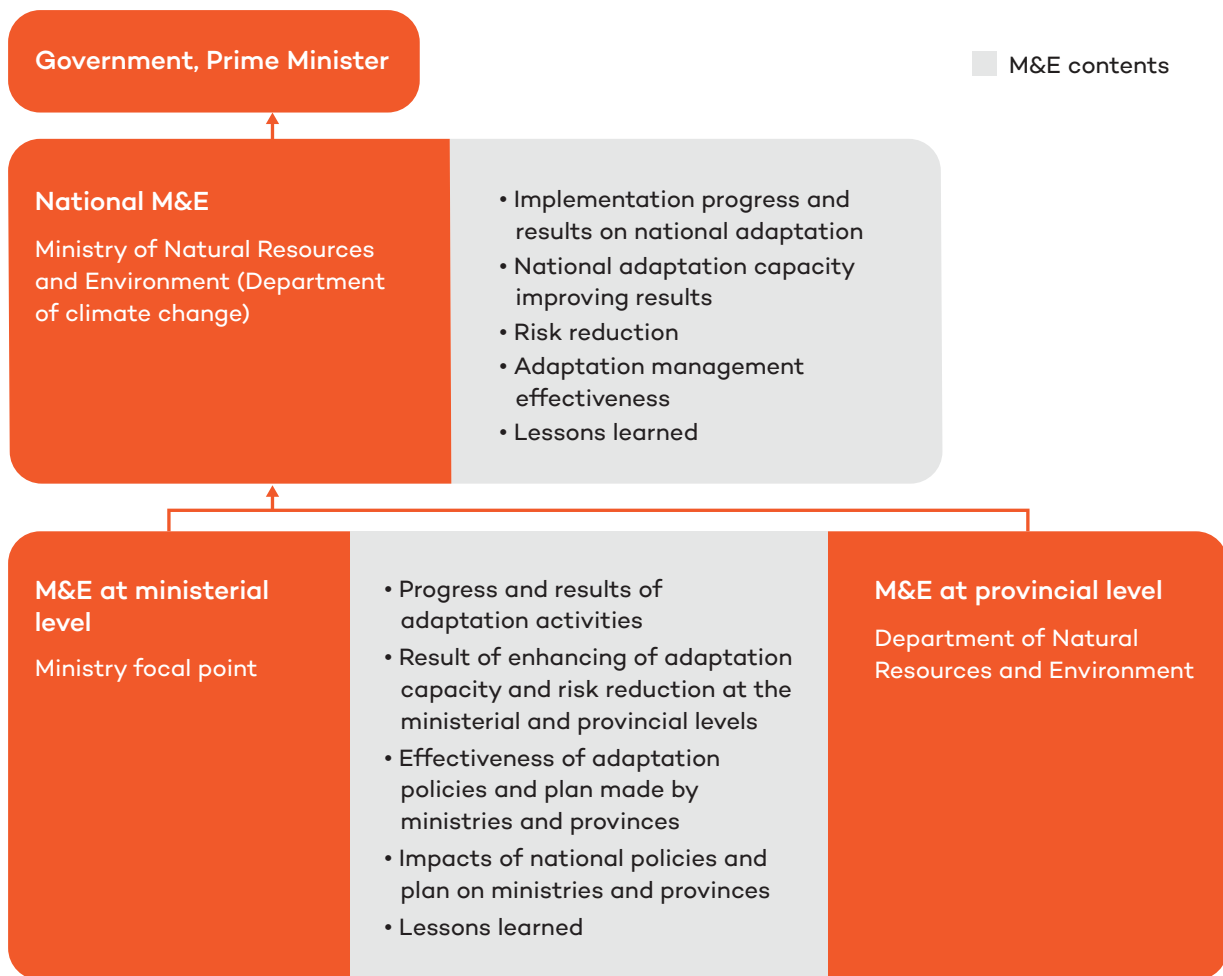 Government, Prime Minister
M&E contents
National M&E
Ministry of Natural Resources
and Environment (Department
of climate change)
• Implementation progress and
results on national adaptation
• National adaptation capacity
improving results
• Risk reduction
• Adaptation management
effectiveness
• Lessons learned
M&E at ministerial
level
Ministry focal point
• Progress and results of
adaptation activities
• Result of enhancing of adaptation
capacity and risk reduction at the
ministerial and provincial levels
• Effectiveness of adaptation
policies and plan made by
ministries and provinces
• Impacts of national policies and
plan on ministries and provinces
• Lessons learned
M&E at provincial level
Department of Natural
Resources and Environment